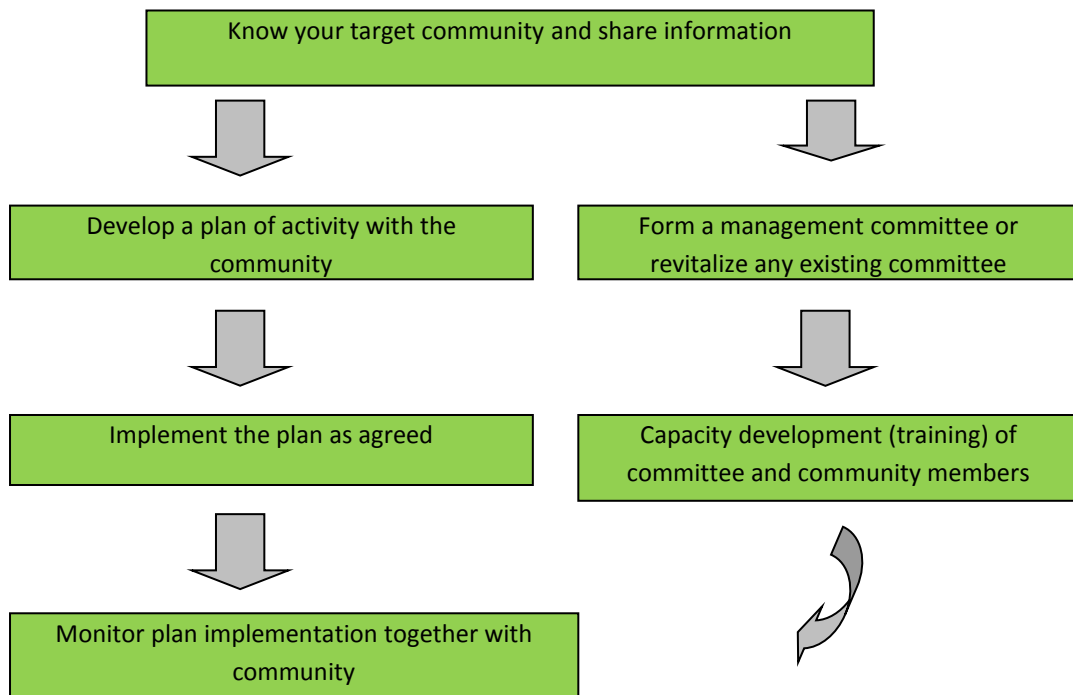 Know your target community and share information
Develop a plan of activity with the
community
Form a management committee or
revitalize any existing committee
Implement the plan as agreed
Capacity development (training) of
committee and community members
Monitor plan implementation together with
community